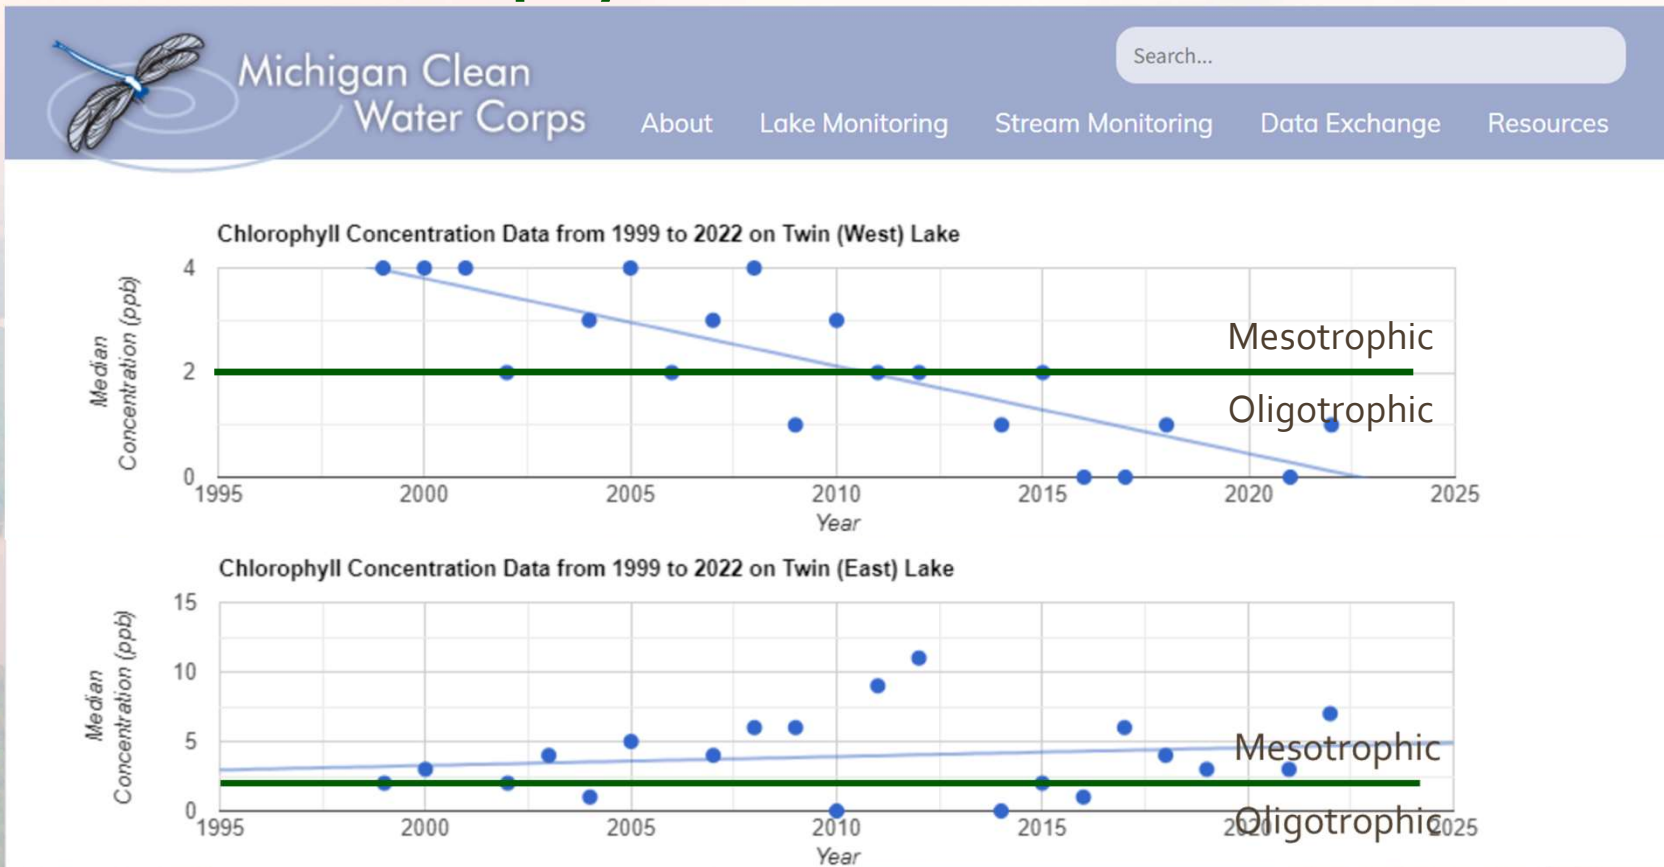 Michigan Clean
Water Corps
Search...
About Lake Monitoring Stream Monitoring Data Exchange Resources
Chlorophyll Concentration Data from 1999 to 2022 on Twin (West) Lake
Median
Concentration (ppb)
4
2
0
Mesotrophic
Oligotrophic
1995 2000 2005 2010 2015 2020 2025
Year
Chlorophyll Concentration Data from 1999 to 2022 on Twin (East) Lake
Median
Concentration (ppb)
15
10
5
0
Mesotrophic
Oligotrophic
1995 2000 2005 2010 2015 2020 2025
Year